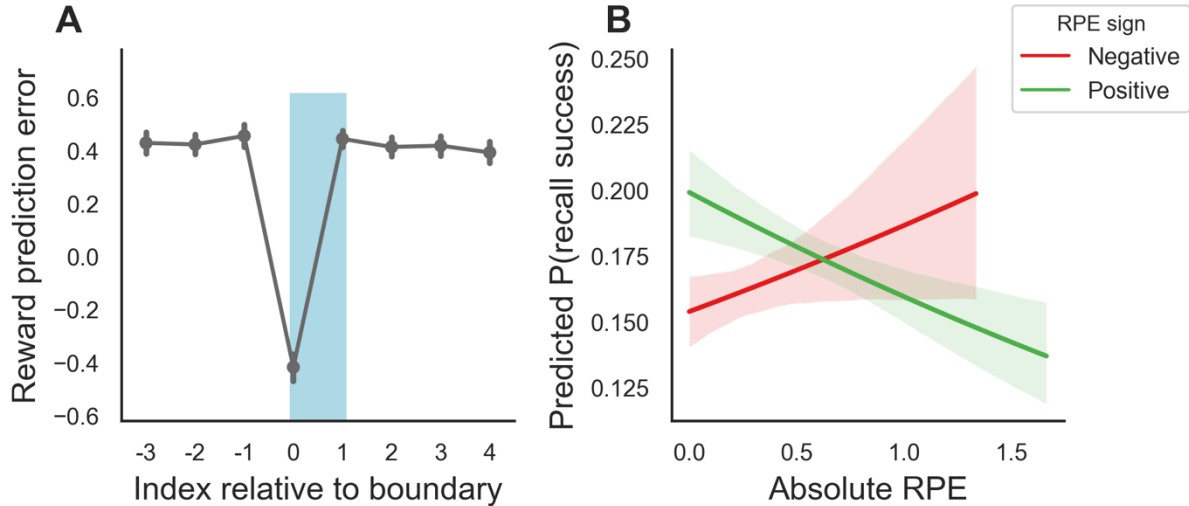 A
Reward prediction error
0.6
0.4
0.2
0.0
−0.2
−0.4
−0.6
-3 -2 -1 0 1 2 3 4
Index relative to boundary
B
Predicted P(recall success)
0.250
0.225
0.200
0.175
0.150
0.125
0.0 0.5 1.0 1.5
Absolute RPE
RPE sign
Negative
Positive